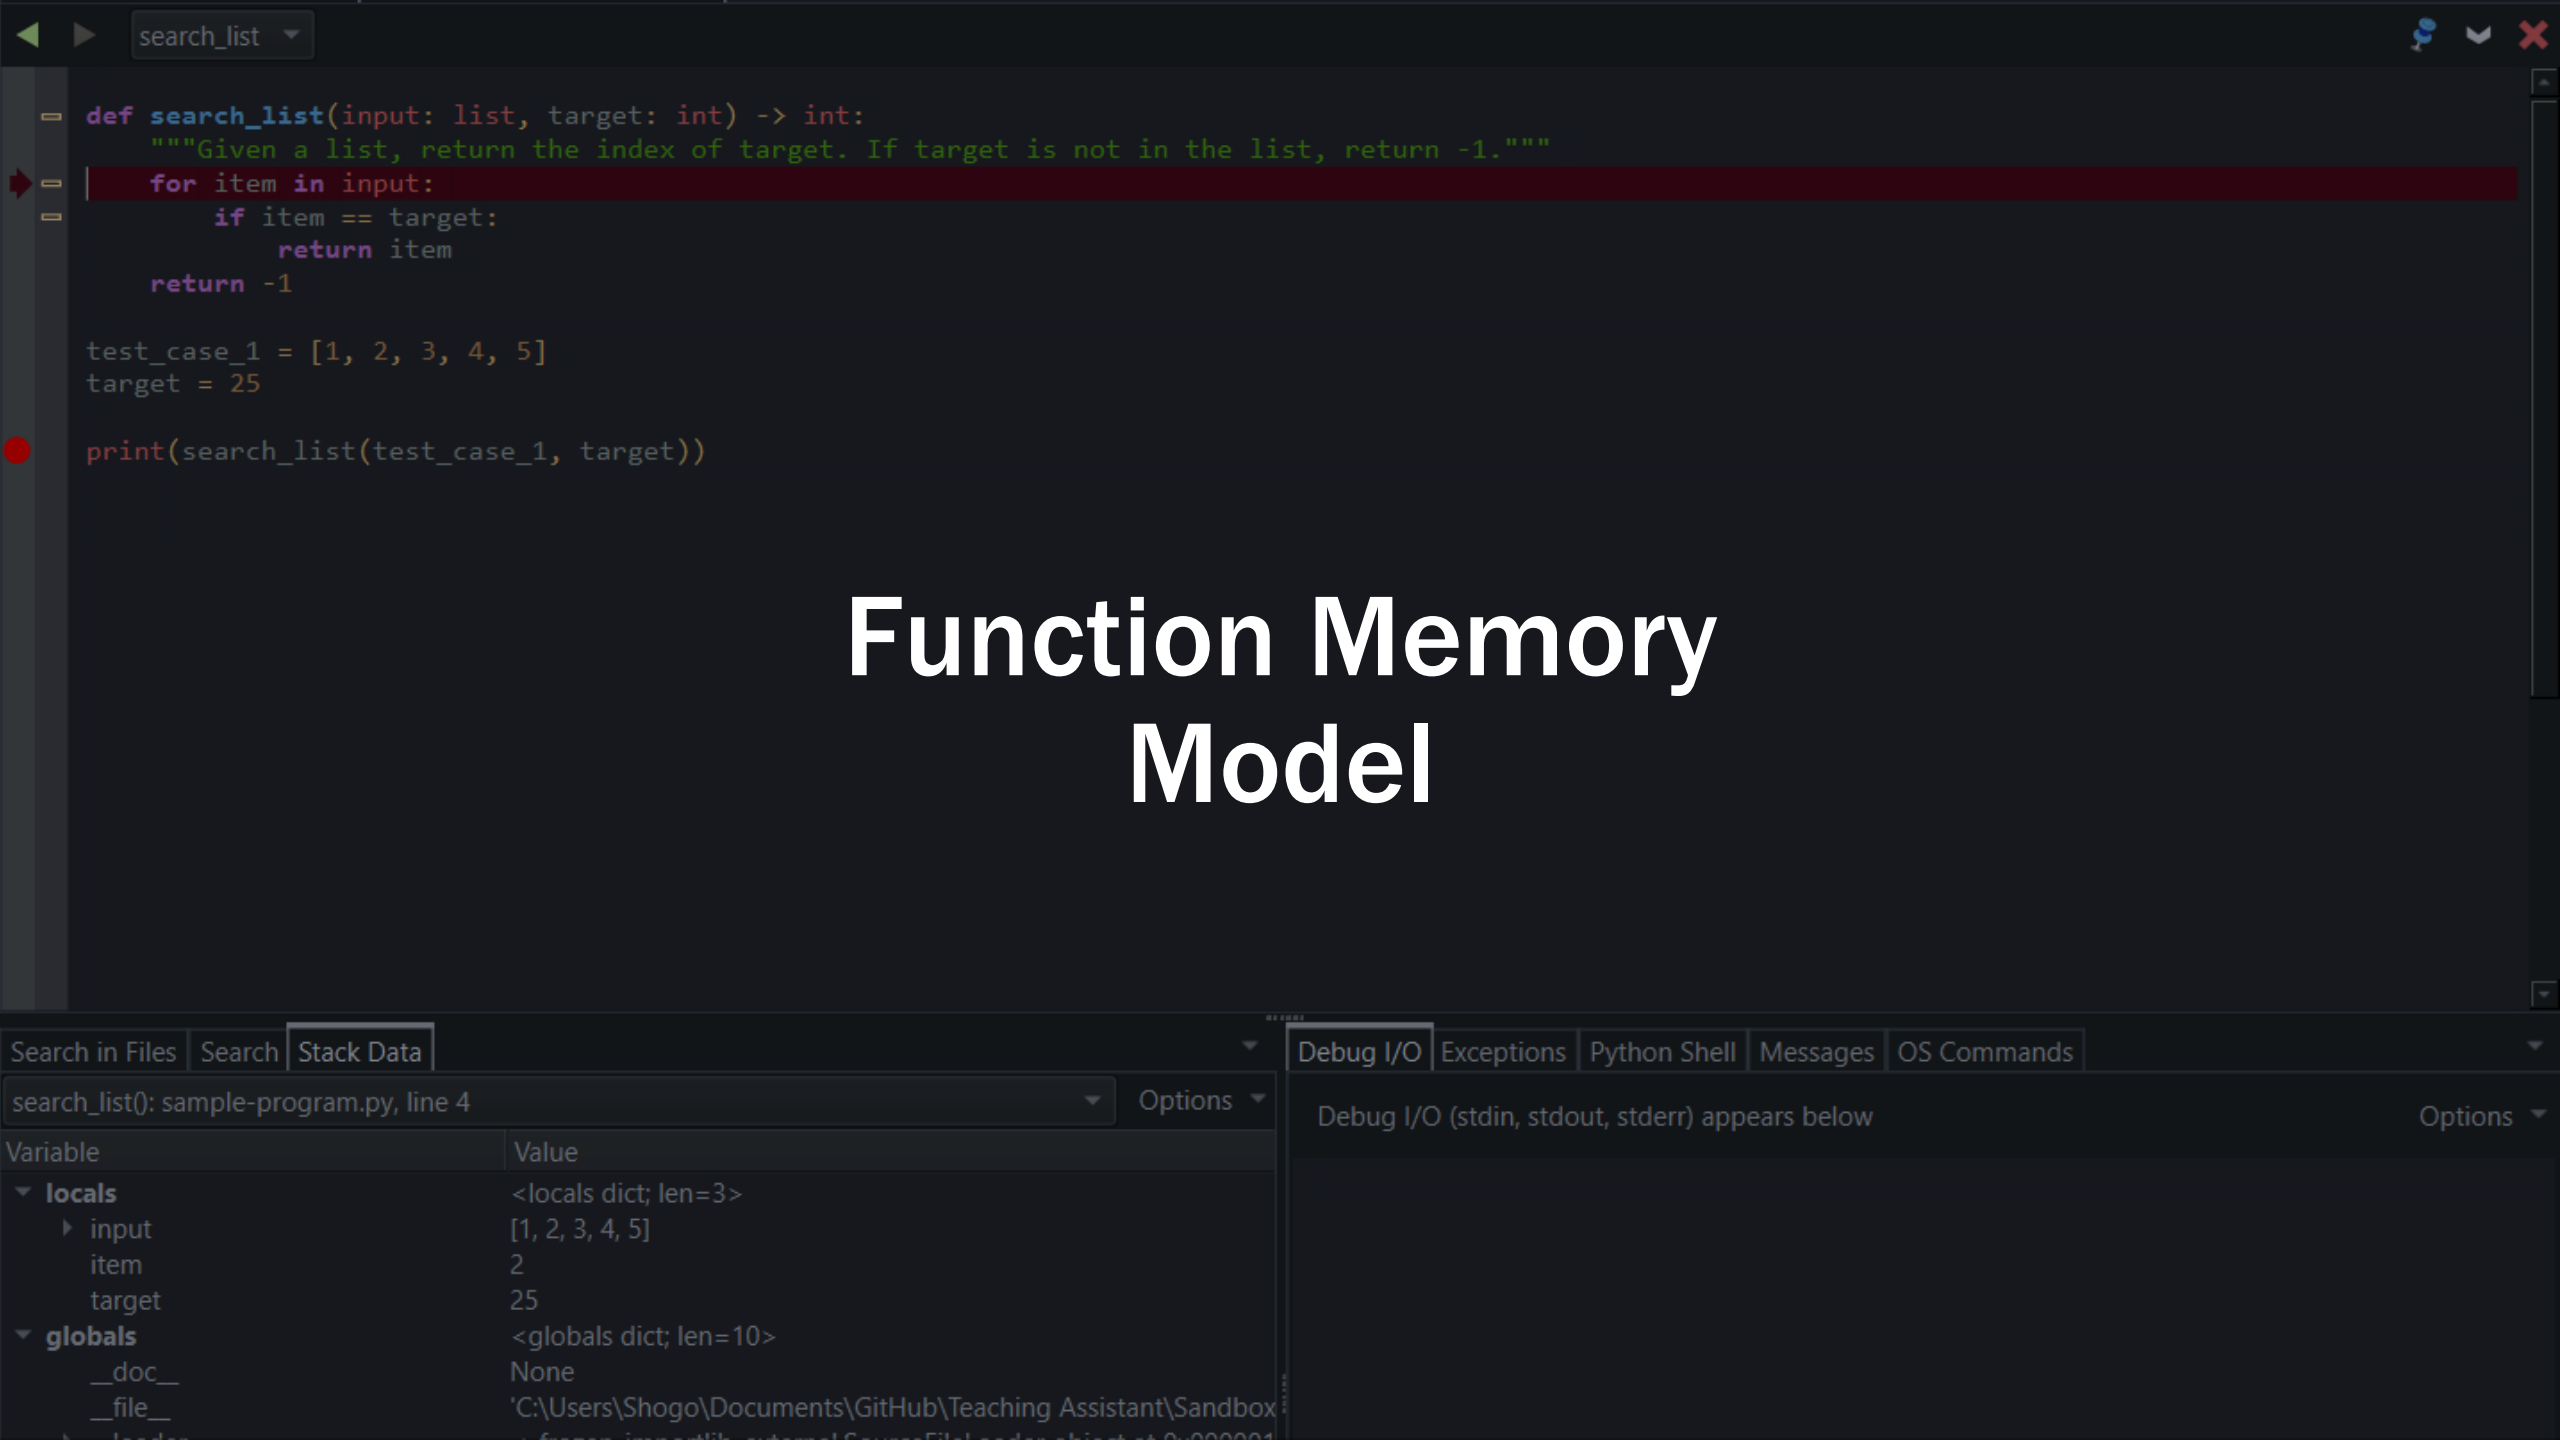 search_list
def search_list(input: list, target: int) -> int:
"""Given a list, return the index of target. If target is not in the list, return -1."""
for item in input:
if item == target:
return item
return -1
test_case_1 = [1, 2, 3, 4, 5]
target = 25
print(search_list(test_case_1, target))
Function Memory
Model
Search in Files Search Stack Data
search_list(): sample-program.py, line 4 Options
Variable Value
locals <locals dict; len=3>
input [1, 2, 3, 4, 5]
item 2
target 25
globals <globals dict; len=10>
__doc__ None
__file__ 'C:\Users\Shogo\Documents\GitHub\Teaching Assistant\Sandbox
Debug I/O Exceptions Python Shell Messages OS Commands
Debug I/O (stdin, stdout, stderr) appears below Options